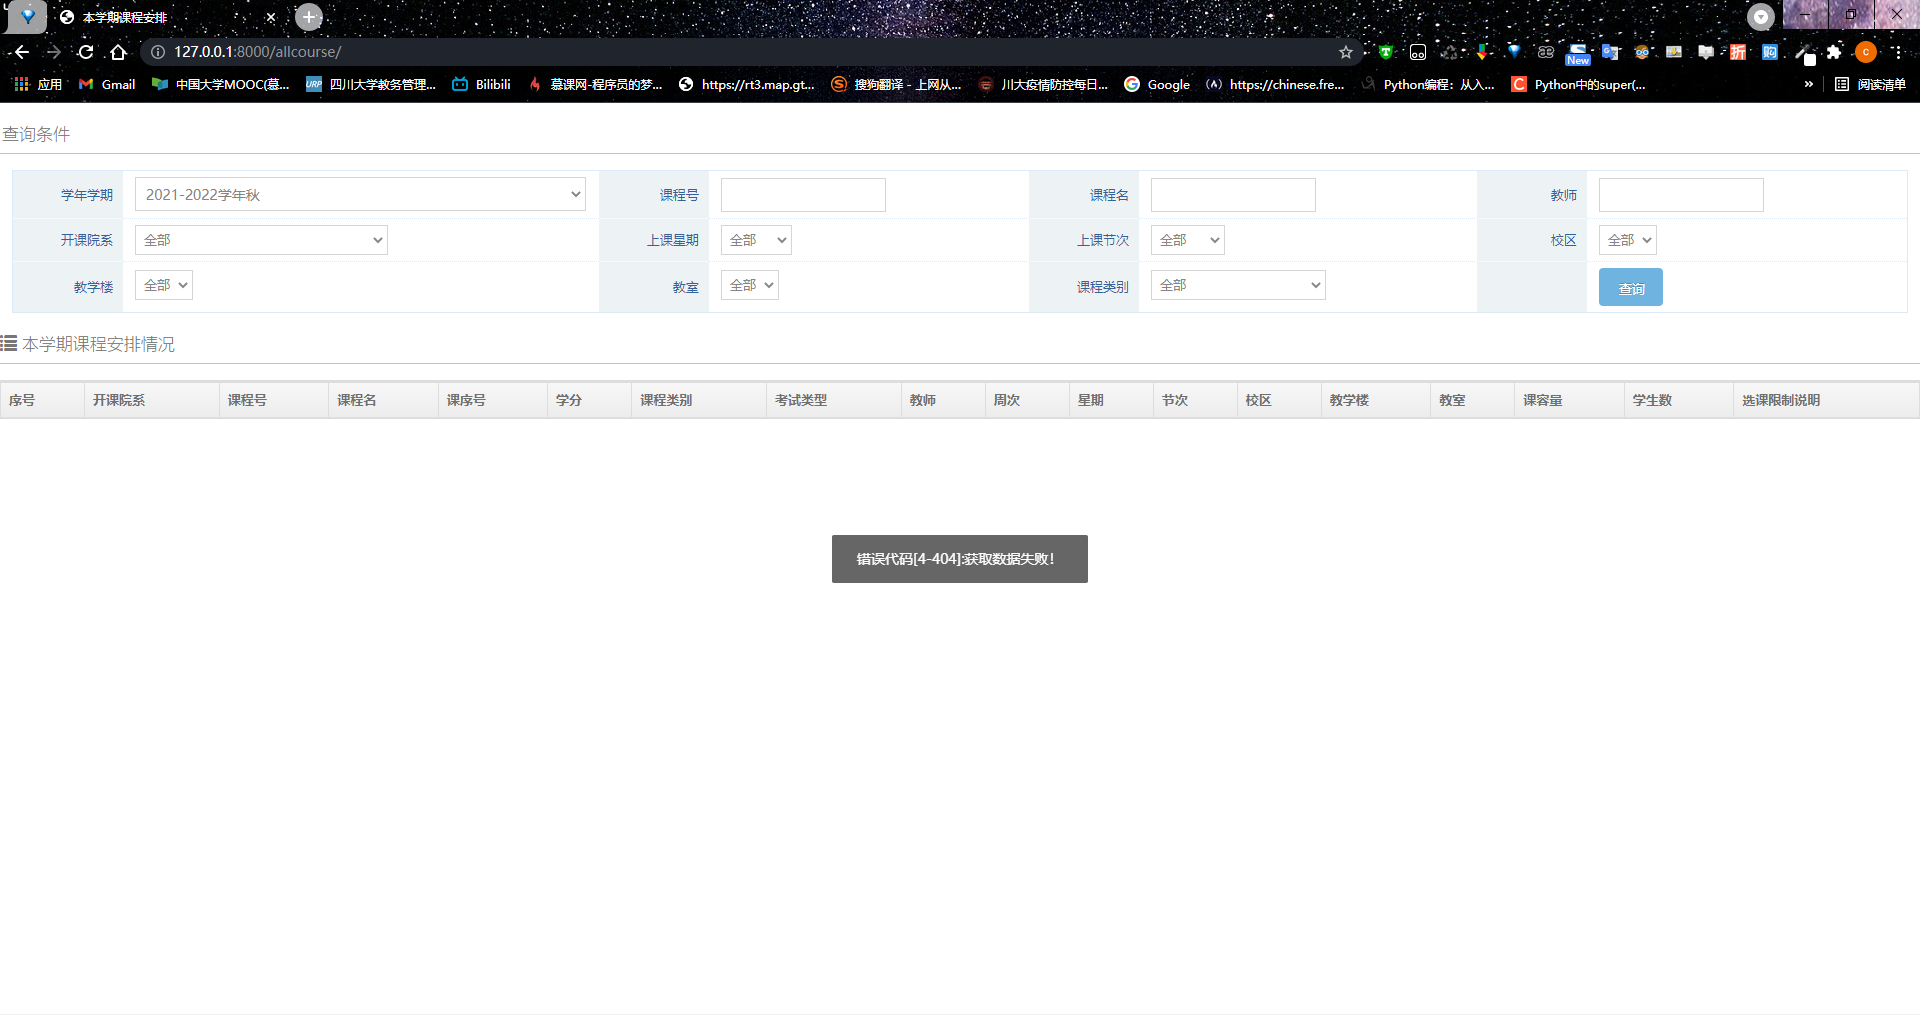 本学期课程安排
127.0.0.1:8000/allcourse/
New
应用 Gmail 中国大学MOOC(慕... URP 四川大学教务管理... Bilibili 慕课网-程序员的梦... https://rt3.map.gt... 搜狗翻译 - 上网从... 川大疫情防控每日... Google https://chinese.fre... Python编程：从入... Python中的super(... » 阅读清单
查询条件
学年学期 2021-2022学年秋 课程号 课程名 教师
开课院系 全部 上课星期 全部 上课节次 全部 校区 全部
教学楼 全部 教室 全部 课程类别 全部 查询
本学期课程安排情况
序号 开课院系 课程号 课程名 课序号 学分 课程类别 考试类型 教师 周次 星期 节次 校区 教学楼 教室 课容量 学生数 选课限制说明
错误代码[4-404]:获取数据失败！